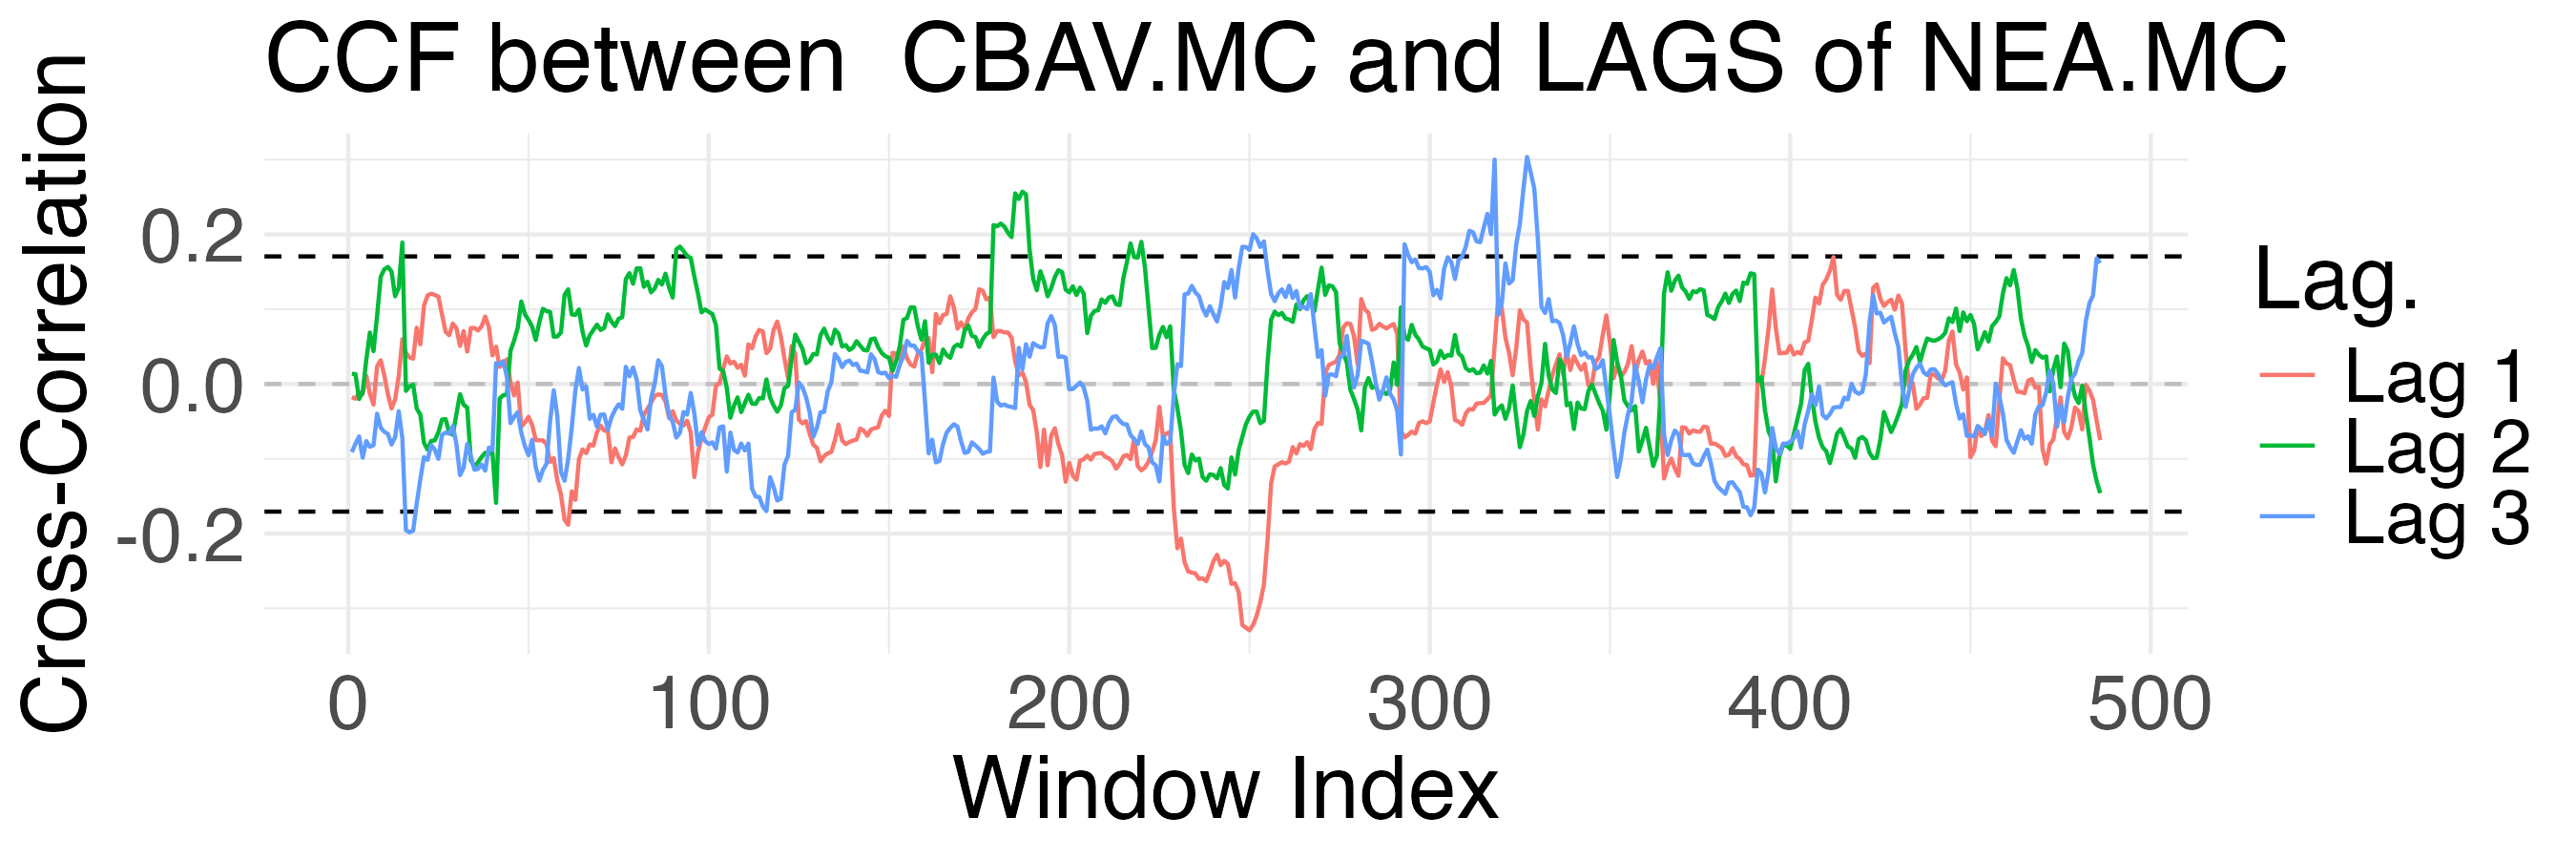 CCF between  CBAV.MC and LAGS of NEA.MC
Cross-Correlation
0.2
0.0
-0.2
0 100 200 300 400 500
Window Index
Lag.
Lag 1
Lag 2
Lag 3